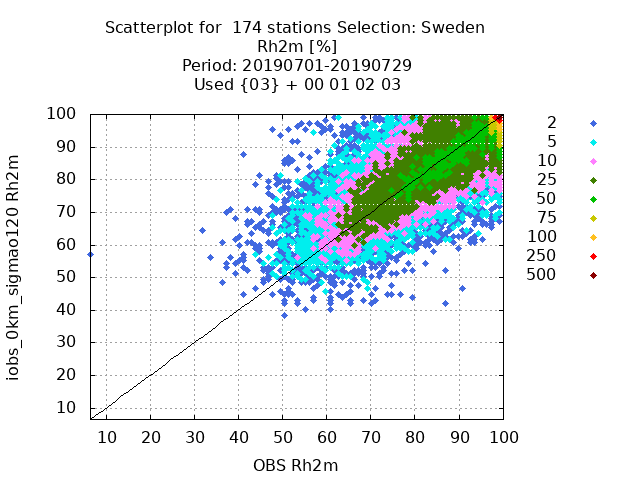 Scatterplot for  174 stations Selection: Sweden
Rh2m [%]
Period: 20190701-20190729
Used {03} + 00 01 02 03
iobs_0km_sigmao120 Rh2m
100
90
80
70
60
50
40
30
20
10
10 20 30 40 50 60 70 80 90 100
OBS Rh2m
2
5
10
25
50
75
100
250
500